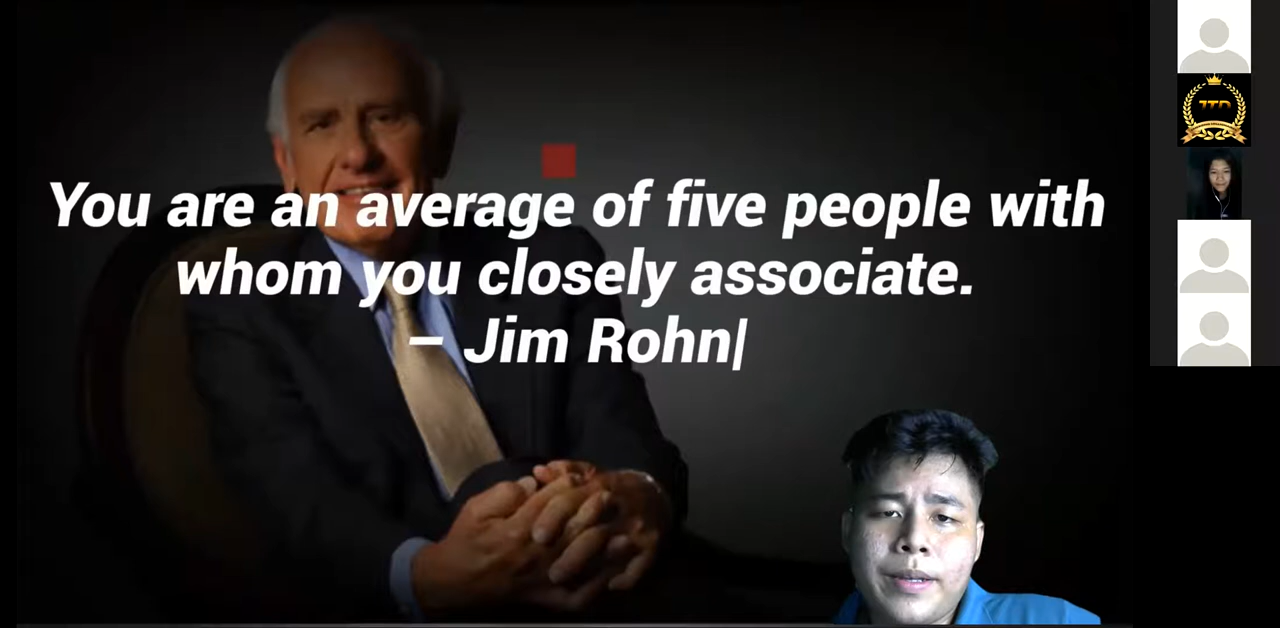 You are an average of five people with
whom you closely associate.
– Jim Rohn|